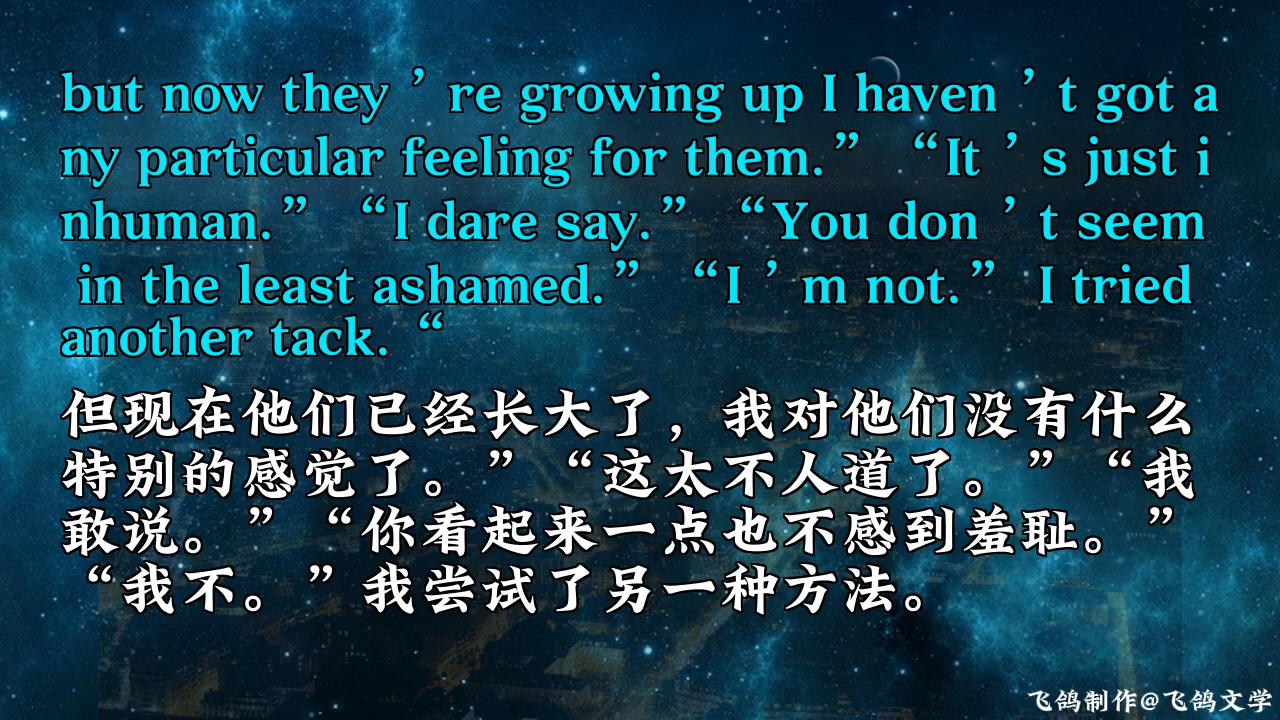 but now they ’ re growing up I haven ’ t got a
ny particular feeling for them.” “It ’ s just i
nhuman.” “I dare say.” “You don ’ t seem
in the least ashamed.” “I ’ m not.” I tried
another tack. “
但现在他们已经长大了，我对他们没有什么
特别的感觉了。”“这太不人道了。”“我
敢说。”“你看起来一点也不感到羞耻。”
“我不。”我尝试了另一种方法。
飞鸽制作@飞鸽文学